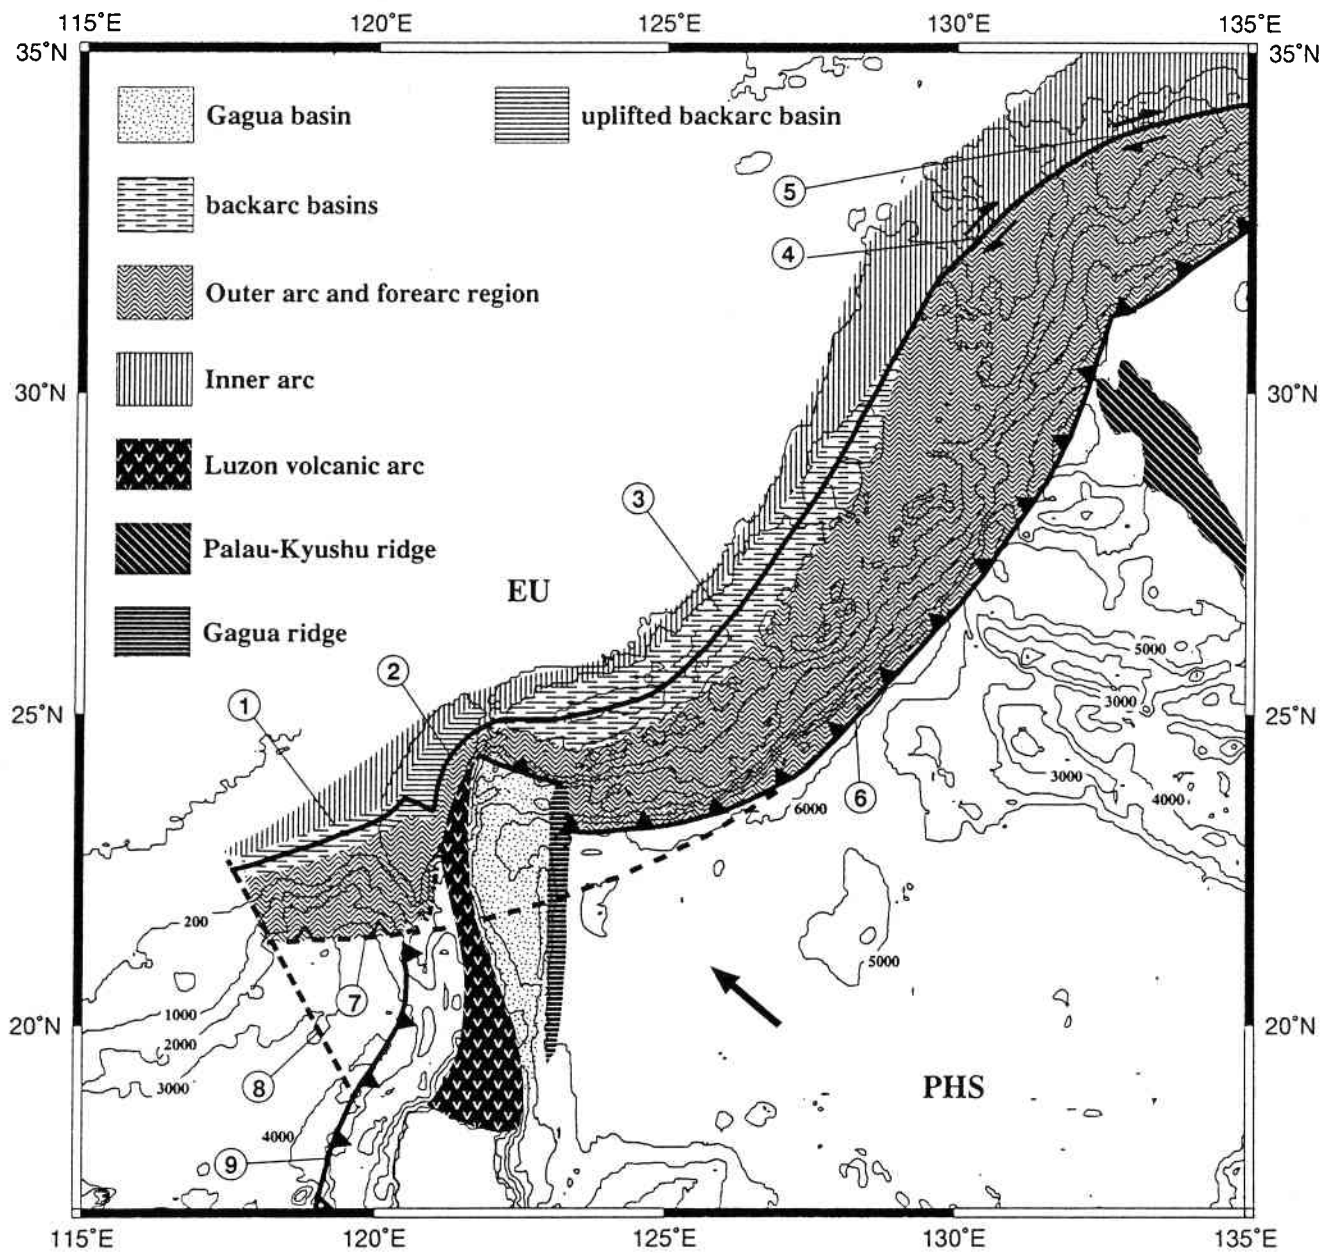 115°E 120°E 125°E 130°E 135°E
35°N 35°N
Gagua basin
uplifted backarc basin
backarc basins
Outer arc and forearc region
Inner arc
Luzon volcanic arc
Palau-Kyushu ridge
Gagua ridge
5
4
30°N 30°N
3
EU
2
1
5000
3000
25°N 25°N
3000
4000
6000
6
200
5000
7
1000
20°N 20°N
2000
3000
8
PHS
4000
9
115°E 120°E 125°E 130°E 135°E